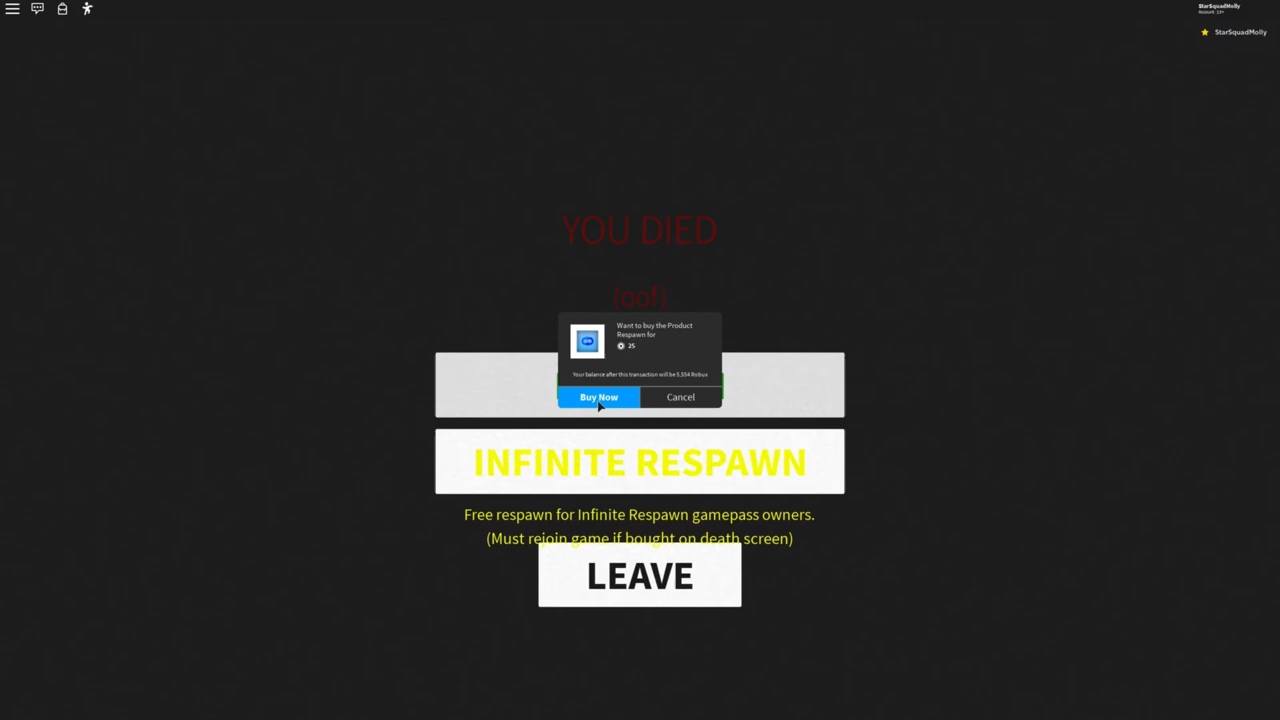 StarSquadMolly
Account: 13+
StarSquadMolly
YOU DIED
(oof)
Want to buy the Product
Respawn for
25
Your balance after this transaction will be 5,554 Robux
Buy Now
Cancel
INFINITE RESPAWN
Free respawn for Infinite Respawn gamepass owners.
(Must rejoin game if bought on death screen)
LEAVE